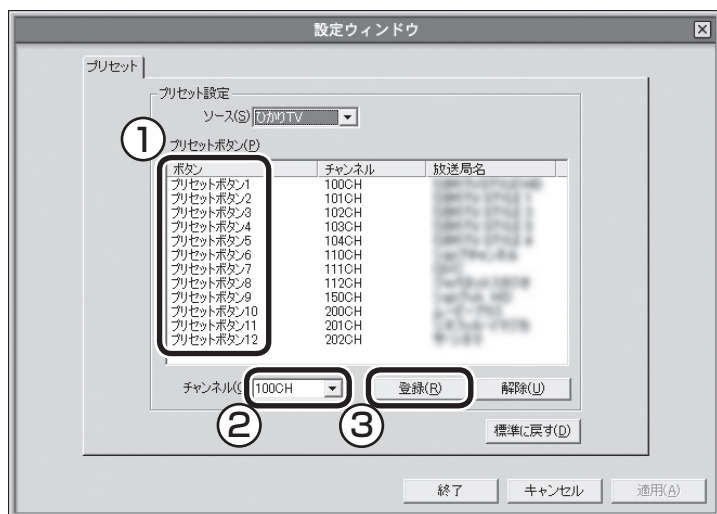 設定ウィンドウ
プリセット
プリセット設定
ソース(S) ひかりTV
①
プリセットボタン(P)
ボタン チャンネル 放送局名
プリセットボタン1 100CH
プリセットボタン2 101CH
プリセットボタン3 102CH
プリセットボタン4 103CH
プリセットボタン5 104CH
プリセットボタン6 110CH
プリセットボタン7 111CH
プリセットボタン8 112CH
プリセットボタン9 150CH
プリセットボタン10 200CH
プリセットボタン11 201CH
プリセットボタン12 202CH
チャンネル( 100CH 登録(R) 解除(U)
② ③
標準に戻す(D)
終了 キャンセル 適用(A)